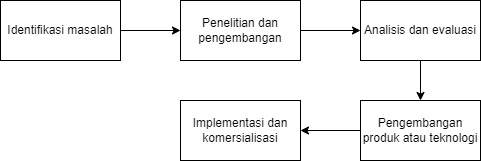 Identifikasi masalah
Penelitian dan
pengembangan
Analisis dan evaluasi
Pengembangan
produk atau teknologi
Implementasi dan
komersialisasi